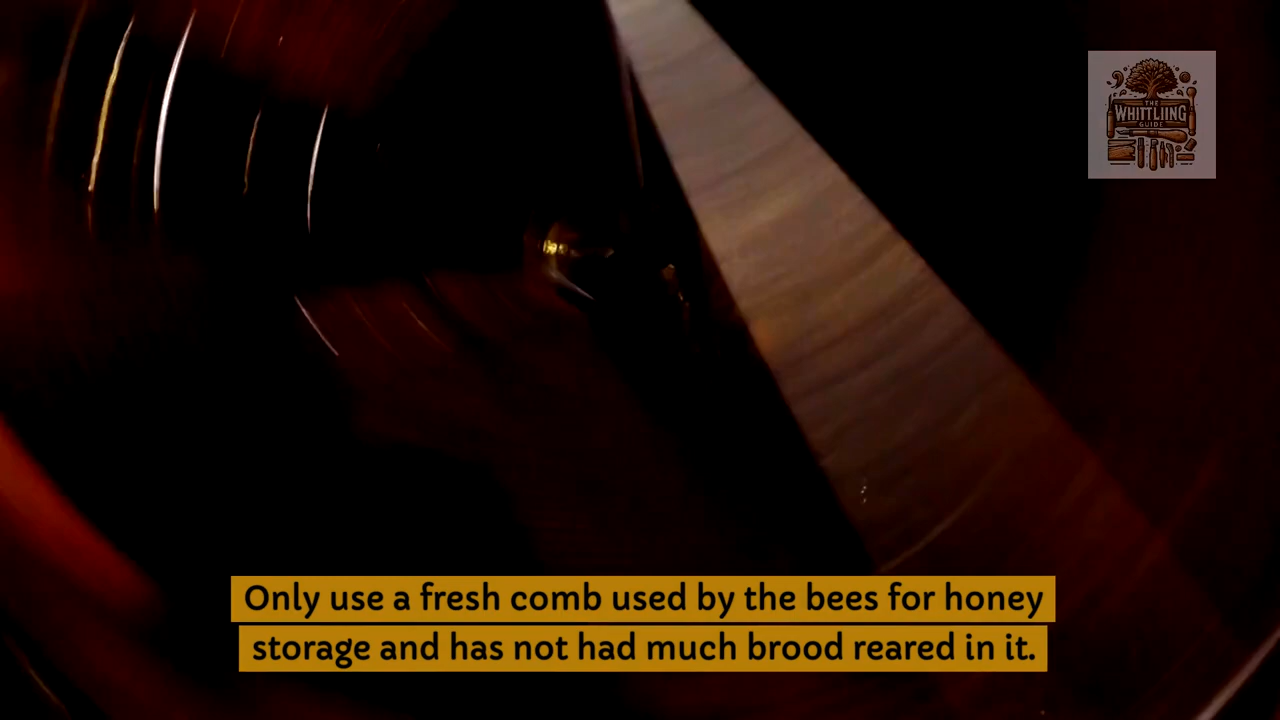 THE
WHITTLIING
GUIDE
Only use a fresh comb used by the bees for honey
storage and has not had much brood reared in it.